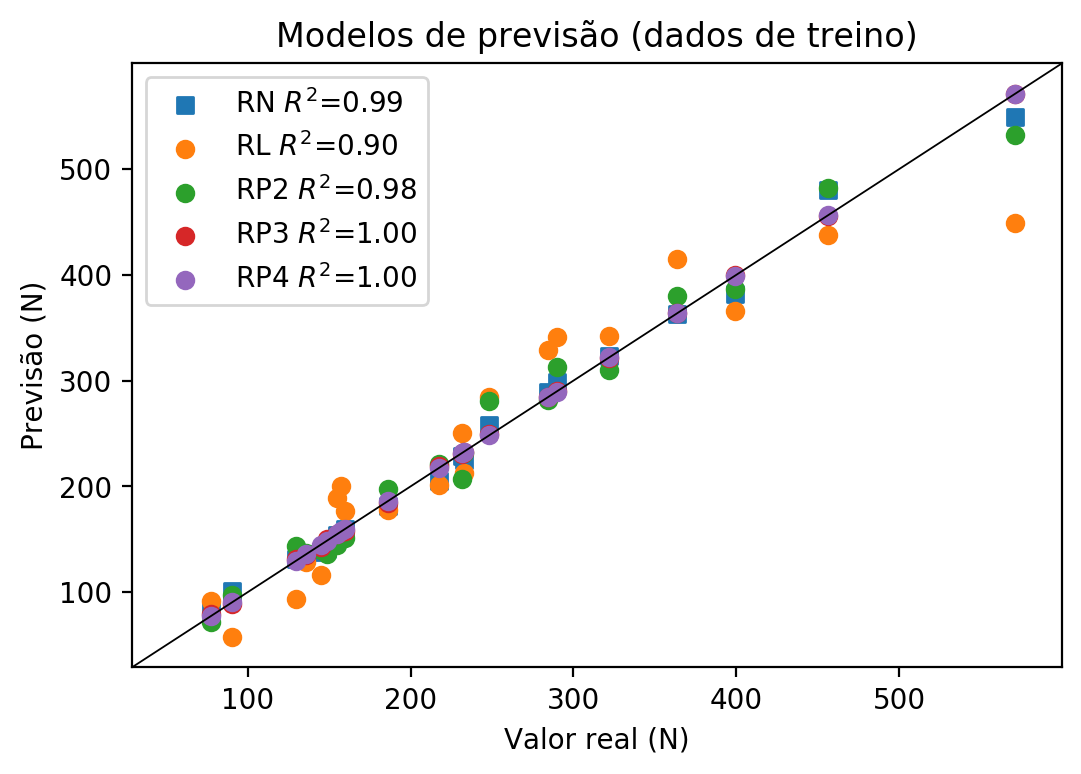 Modelos de previsão (dados de treino)
RN R²=0.99
RL R²=0.90
RP2 R²=0.98
RP3 R²=1.00
RP4 R²=1.00
Previsão (N)
500
400
300
200
100
100 200 300 400 500
Valor real (N)